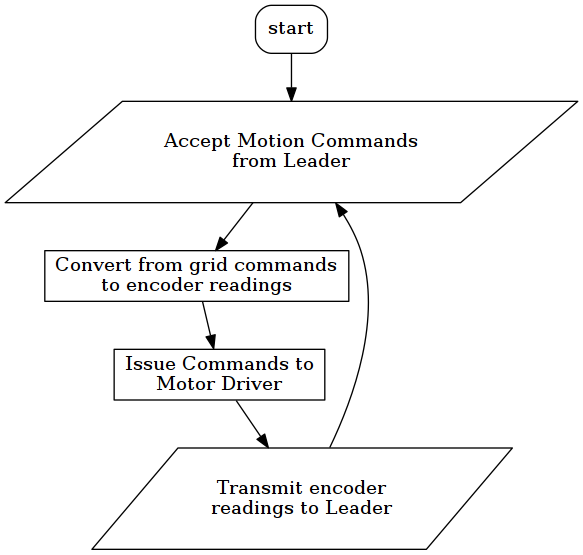 start
Accept Motion Commands
from Leader
Convert from grid commands
to encoder readings
Issue Commands to
Motor Driver
Transmit encoder
readings to Leader